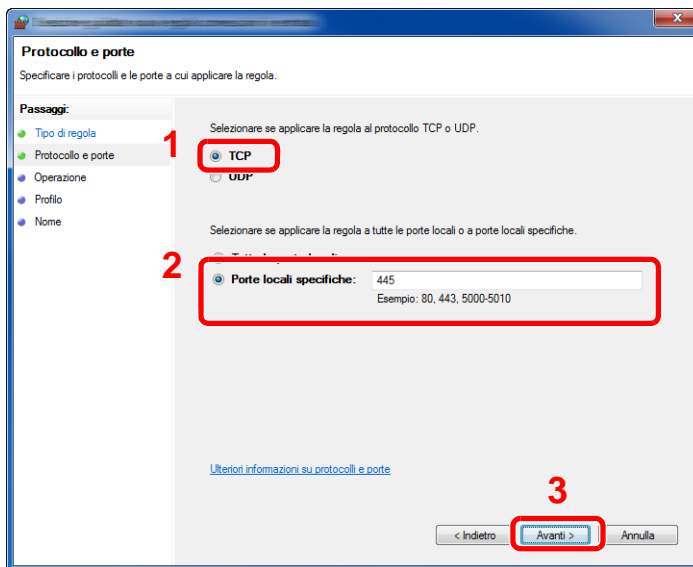 Protocollo e porte
Specificare i protocolli e le porte a cui applicare la regola.
Passaggi:
Tipo di regola
Protocollo e porte
Operazione
Profilo
Nome
Selezionare se applicare la regola al protocollo TCP o UDP.
1
TCP
UDP
Selezionare se applicare la regola a tutte le porte locali o a porte locali specifiche.
2
Porte locali specifiche: 445
Esempio: 80, 443, 5000-5010
Ulteriori informazioni su protocolli e porte
3
< Indietro Avanti > Annulla